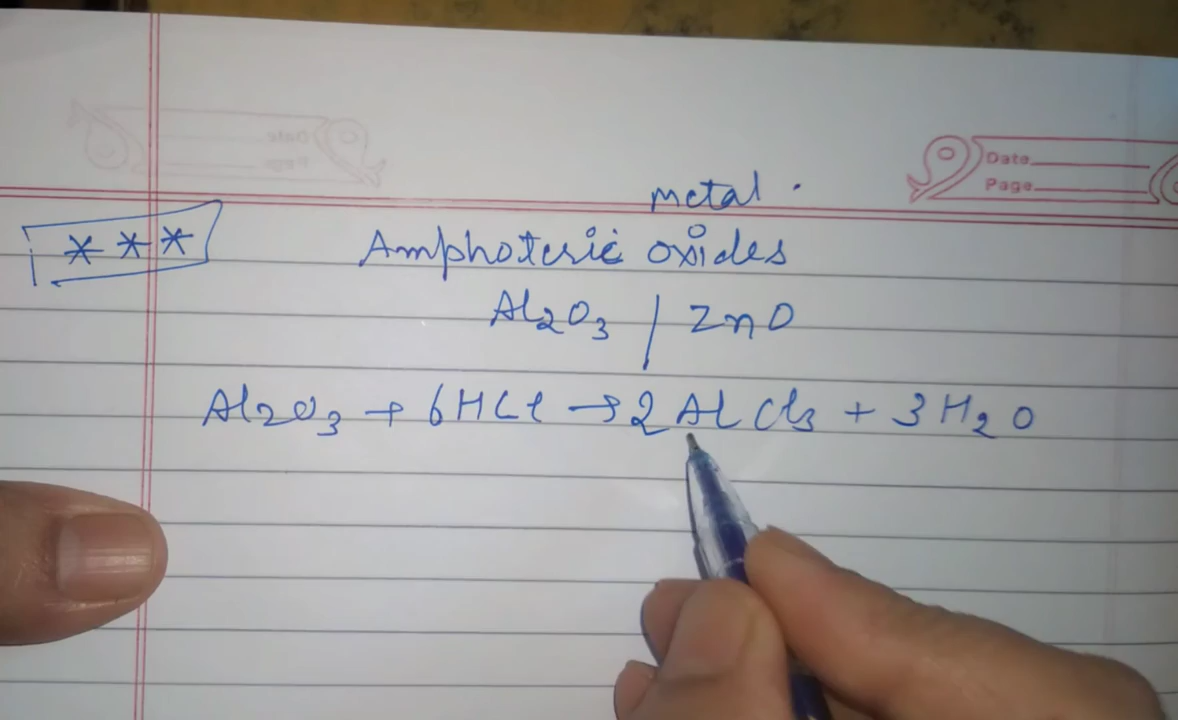 Date
Page
metal .
*** Amphoteric oxides
Al2O3 / ZnO
Al2O3 + 6HCl → 2AlCl3 + 3H2O